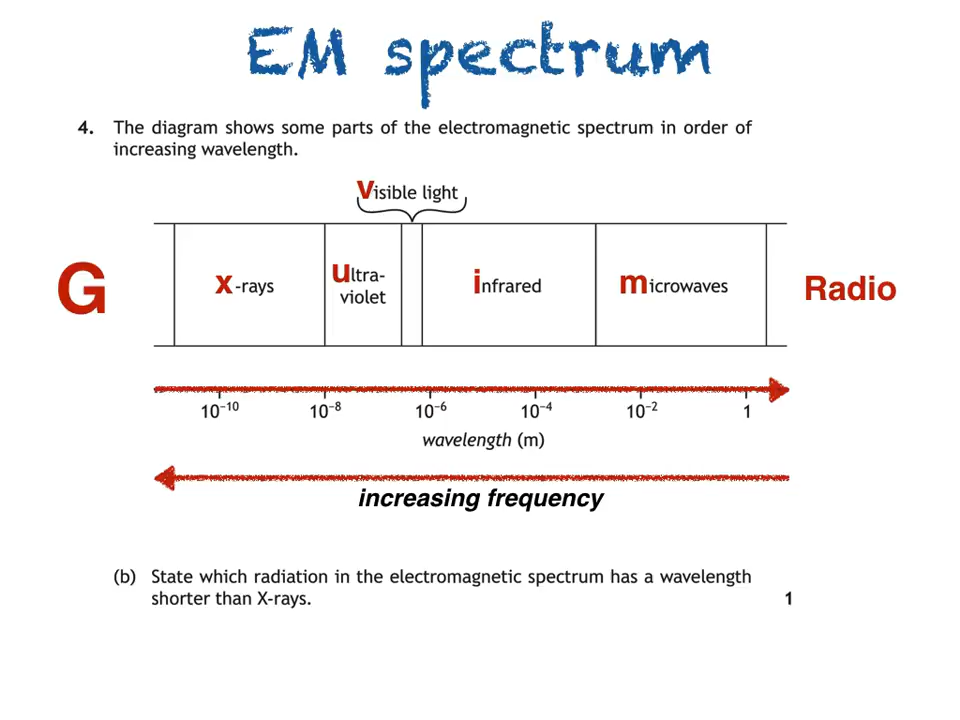 EM spectrum
4. The diagram shows some parts of the electromagnetic spectrum in order of
increasing wavelength.
Visible light
G
x-rays
ultra-
violet
infrared
microwaves
Radio
10⁻¹⁰ 10⁻⁸ 10⁻⁶ 10⁻⁴ 10⁻² 1
wavelength (m)
increasing frequency
(b) State which radiation in the electromagnetic spectrum has a wavelength
shorter than X-rays. 1